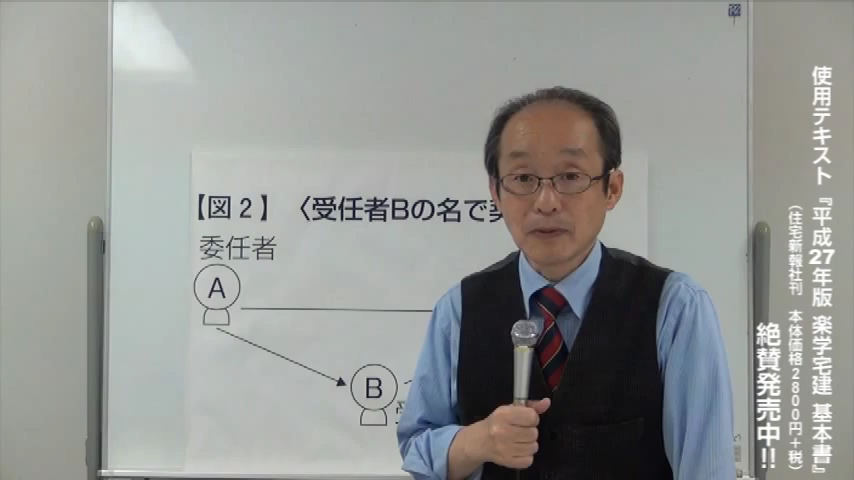 【図2】 〈受任者Bの名で
委任者
A
B
使用テキスト『平成27年版 楽学宅建 基本書』
(住宅新報社刊 本体価格2800円+税)
絶賛発売中!!